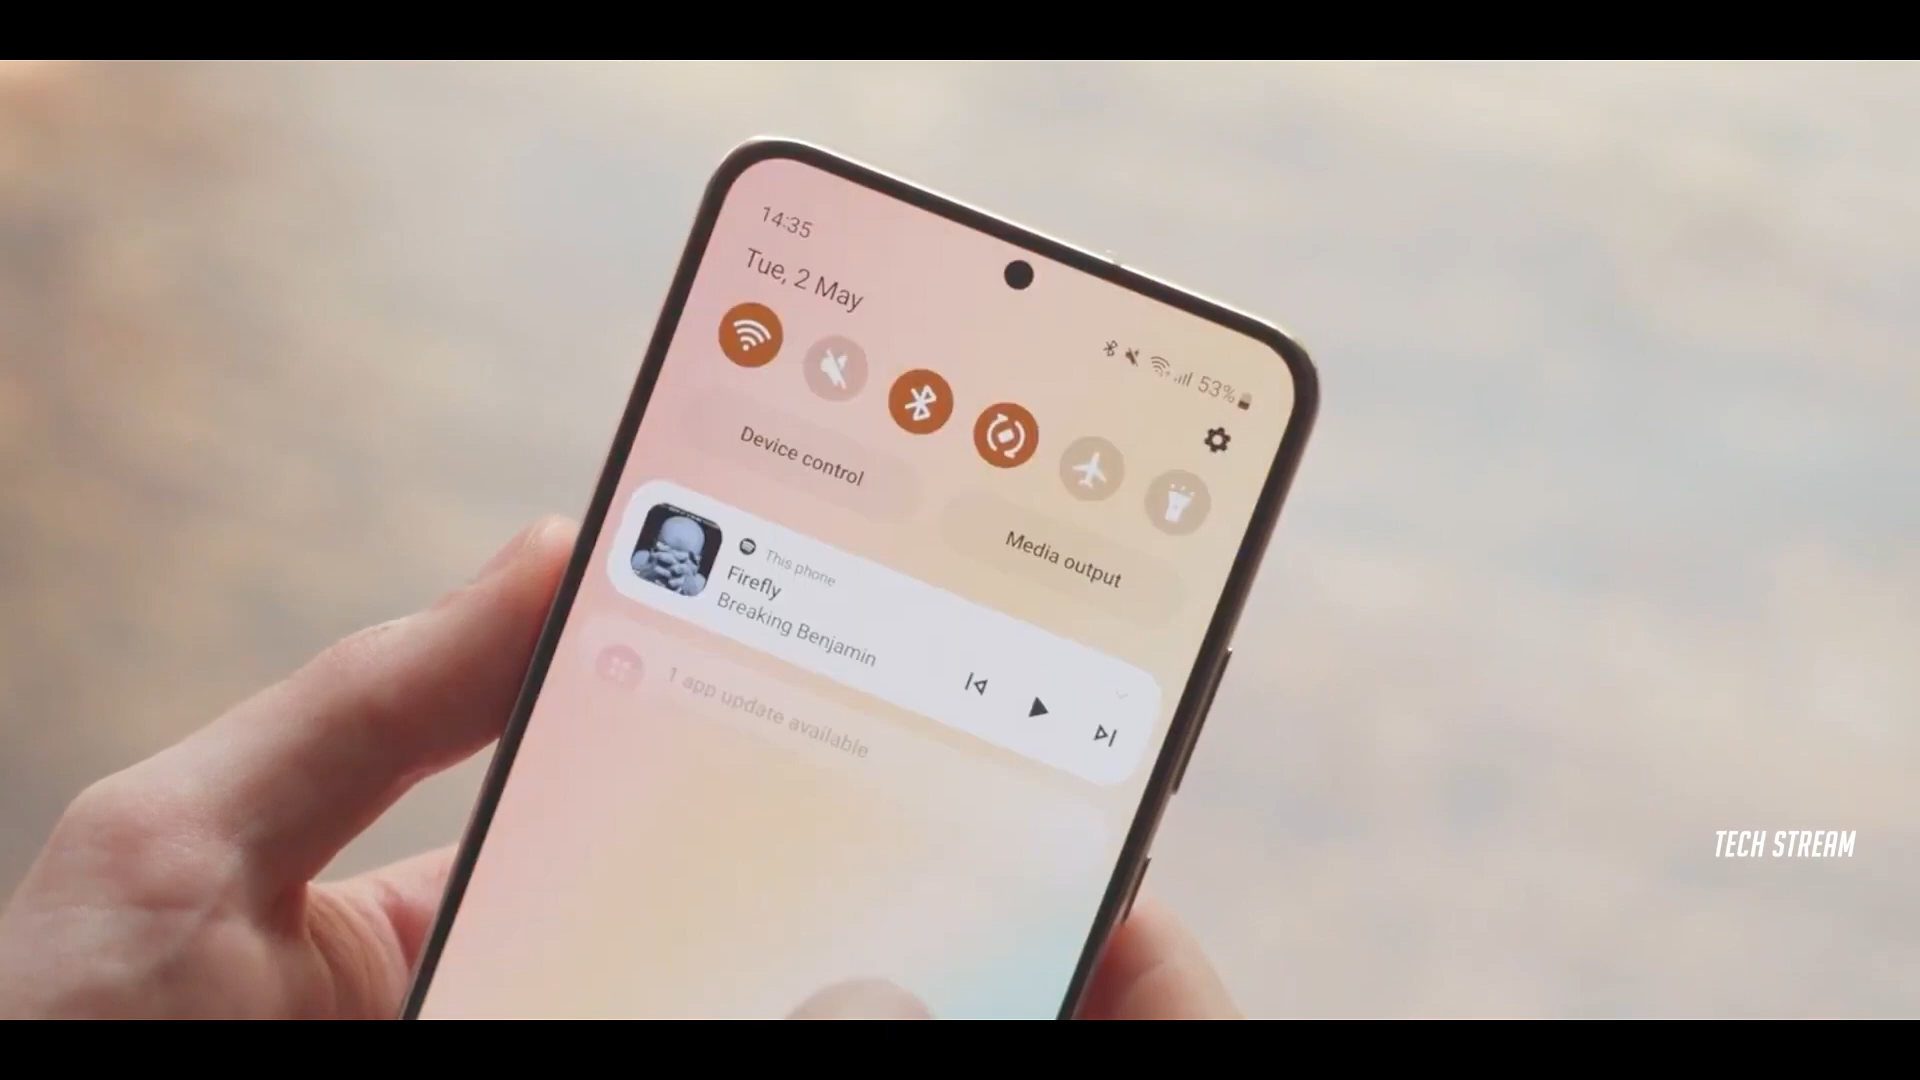 14:35
Tue, 2 May
53%
Device control
Media output
This phone
Firefly
Breaking Benjamin
1 app update available
TECH STREAM